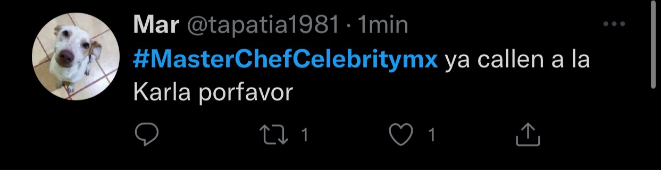 Mar @tapatia1981 · 1min
#MasterChefCelebritymx ya callen a la
Karla porfavor
1 1